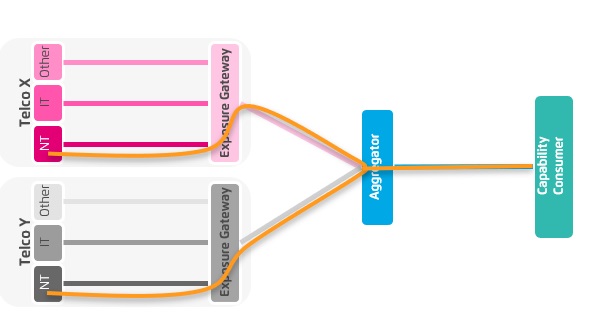 Telco X
Other
IT
NT
Exposure Gateway
Telco Y
Other
IT
NT
Exposure Gateway
Aggregator
Capability
Consumer